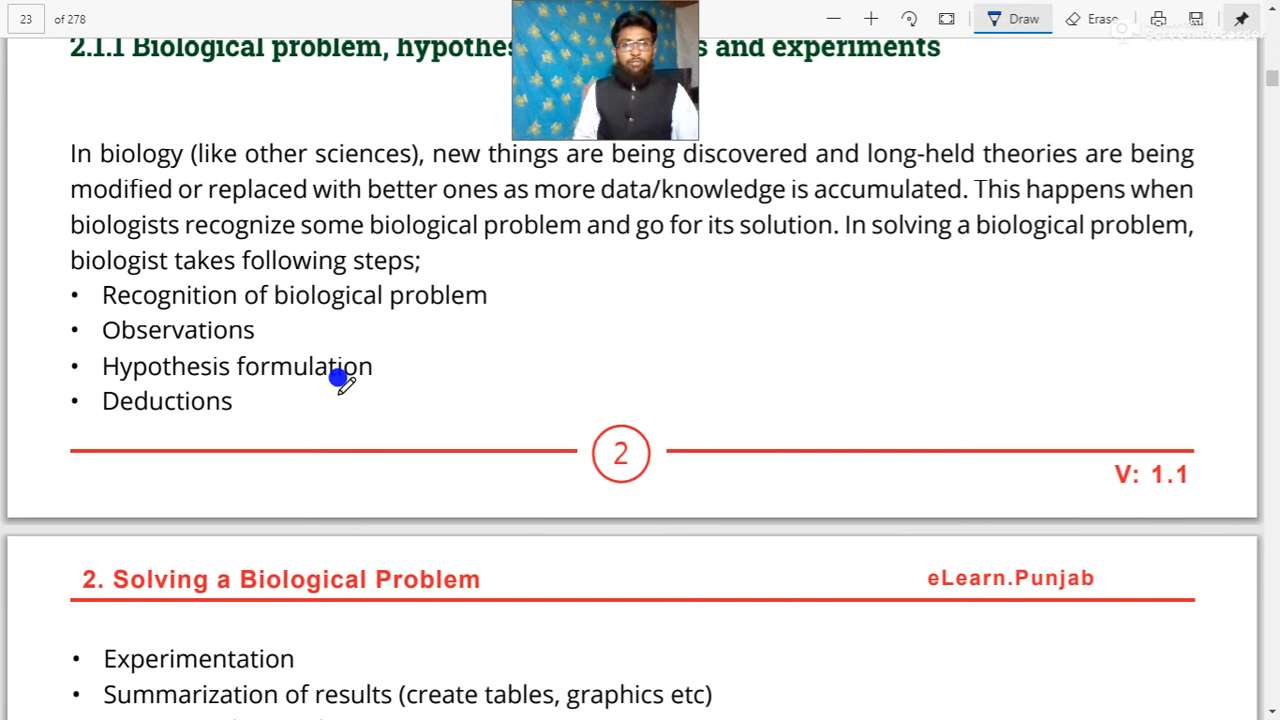 23 of 278
Draw
Erase
2.1.1 Biological problem, hypothes s and experiments
In biology (like other sciences), new things are being discovered and long-held theories are being
modified or replaced with better ones as more data/knowledge is accumulated. This happens when
biologists recognize some biological problem and go for its solution. In solving a biological problem,
biologist takes following steps;
• Recognition of biological problem
• Observations
• Hypothesis formulation
• Deductions
2
V: 1.1
2. Solving a Biological Problem
eLearn.Punjab
• Experimentation
• Summarization of results (create tables, graphics etc)